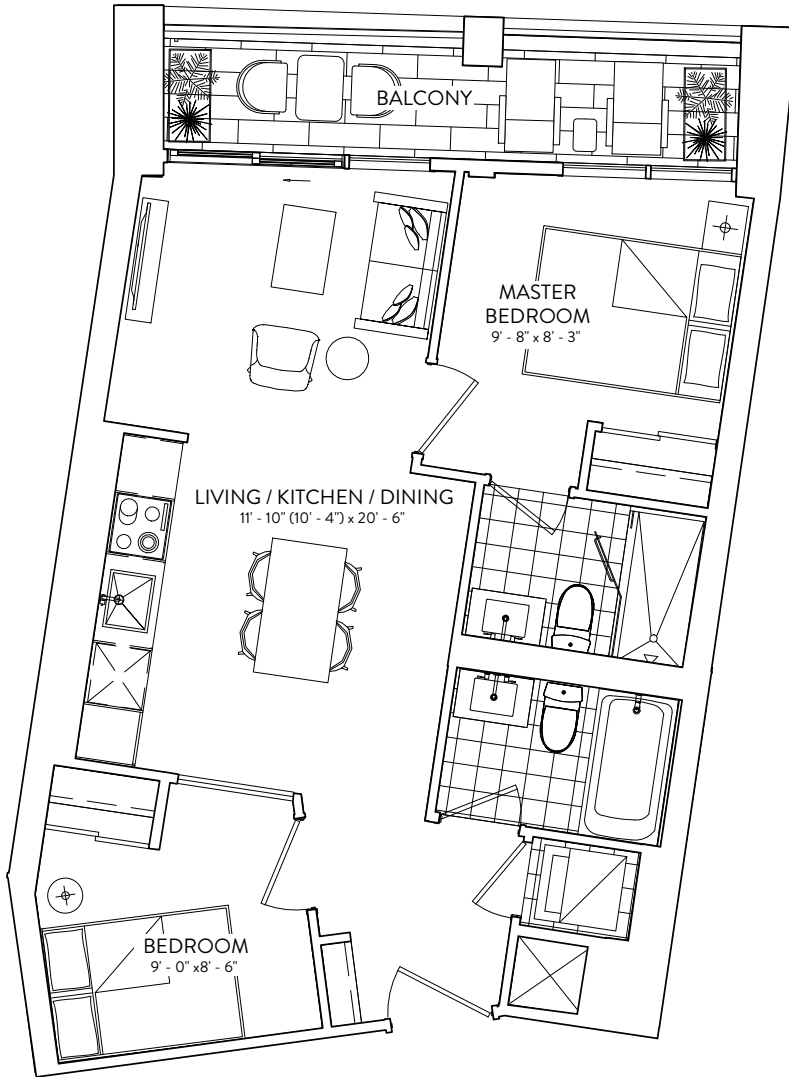 BALCONY
MASTER
BEDROOM
9' - 8" x 8' - 3"
LIVING / KITCHEN / DINING
11' - 10" (10' - 4") x 20' - 6"
BEDROOM
9' - 0" x8' - 6"